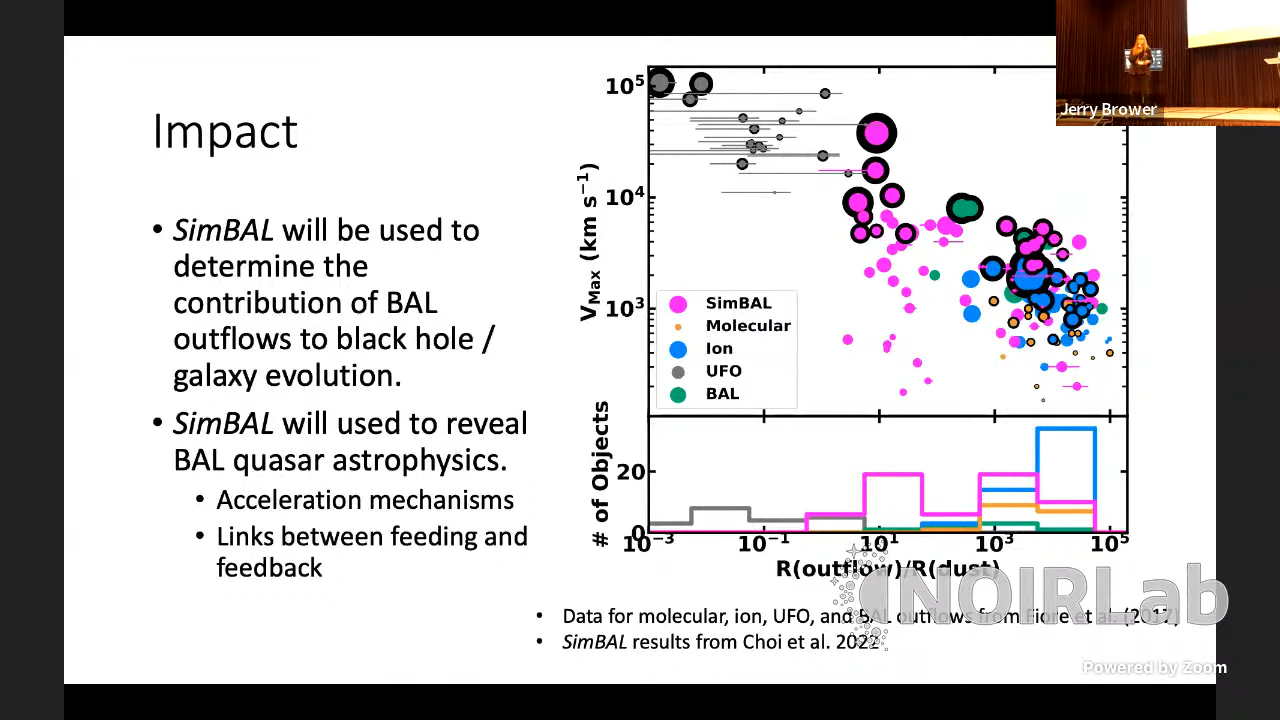 Impact
• SimBAL will be used to
determine the
contribution of BAL
outflows to black hole /
galaxy evolution.
• SimBAL will used to reveal
BAL quasar astrophysics.
• Acceleration mechanisms
• Links between feeding and
feedback
Jerry Brower
10⁵
10⁴
10³
V_Max (km s⁻¹)
SimBAL
Molecular
Ion
UFO
BAL
# of Objects
20
0
10⁻³ 10⁻¹ 10¹ 10³ 10⁵
R(outflow)/R(dust)
• Data for molecular, ion, UFO, and BAL outflows from Fiore et al. (2017)
• SimBAL results from Choi et al. 2022
NOIRLab
Powered by Zoom